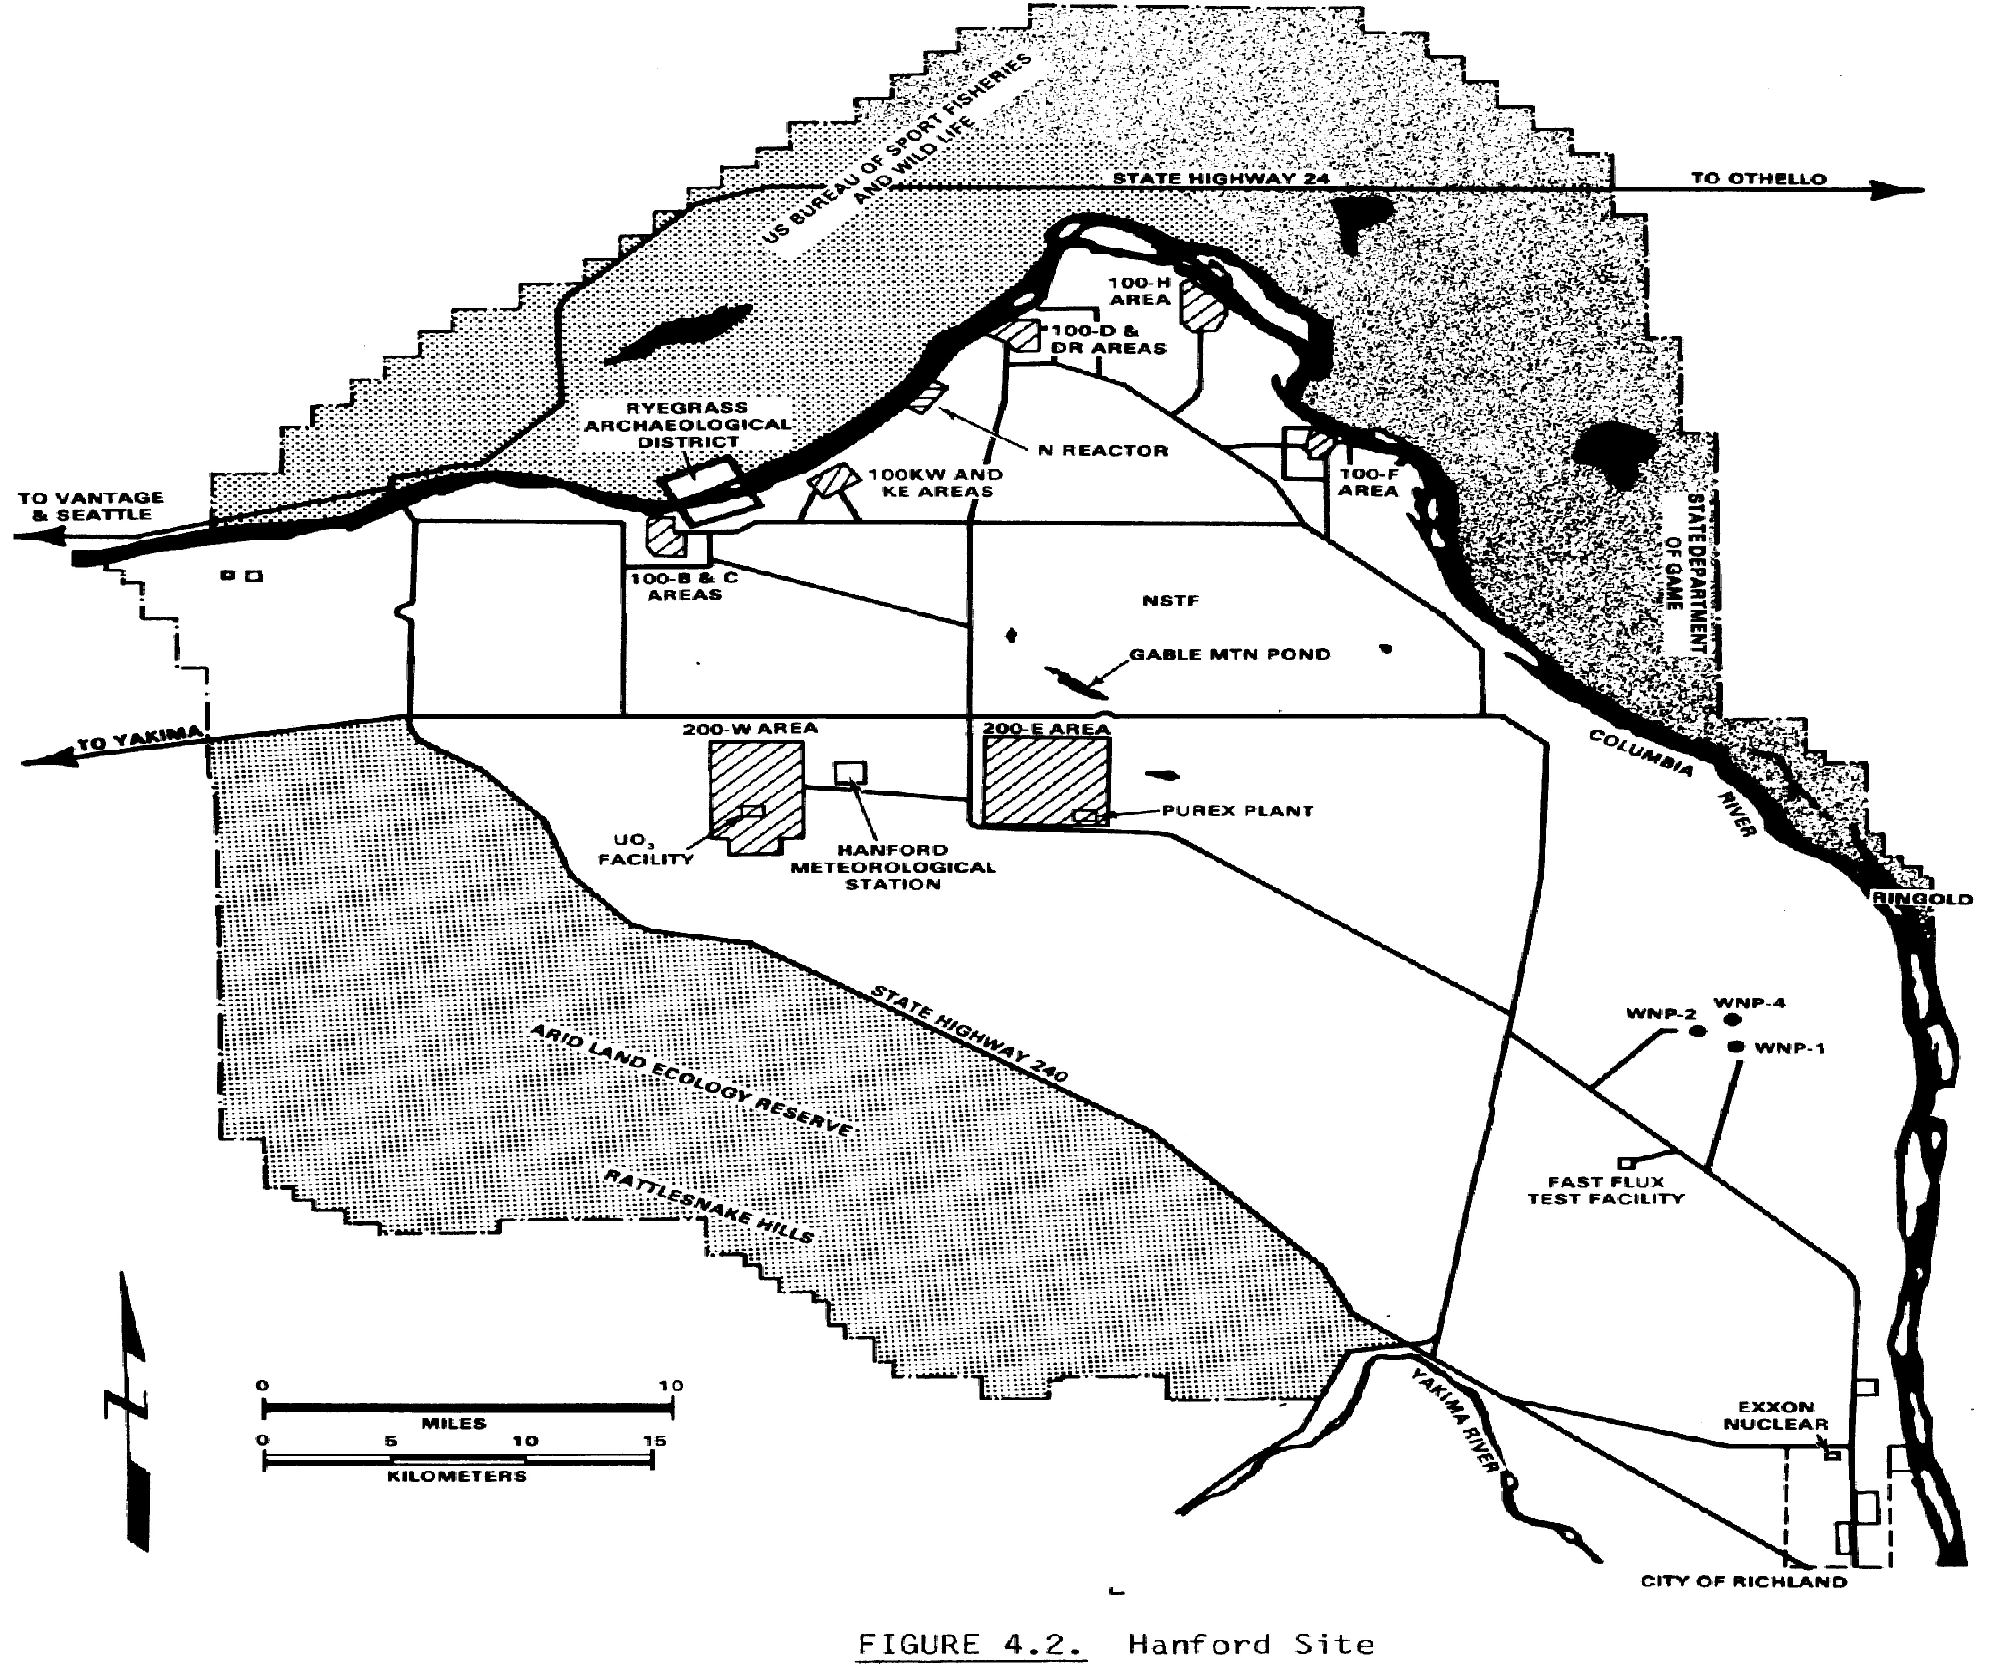 US BUREAU OF SPORT FISHERIES
AND WILD LIFE
STATE HIGHWAY 24
TO OTHELLO
100-H
AREA
100-D &
DR AREAS
RYEGRASS
ARCHAEOLOGICAL
DISTRICT
N REACTOR
100KW AND
KE AREAS
100-F
AREA
TO VANTAGE
& SEATTLE
STATE DEPARTMENT
OF GAME
100-B & C
AREAS
NSTF
GABLE MTN POND
TO YAKIMA
200-W AREA
200-E AREA
COLUMBIA
RIVER
PUREX PLANT
UO3
FACILITY
HANFORD
METEOROLOGICAL
STATION
RINGOLD
STATE HIGHWAY 240
ARID LAND ECOLOGY RESERVE
WNP-2
WNP-4
WNP-1
RATTLESNAKE HILLS
FAST FLUX
TEST FACILITY
N
0 10
MILES
0 5 10 15
KILOMETERS
YAKIMA RIVER
EXXON
NUCLEAR
CITY OF RICHLAND
FIGURE 4.2. Hanford Site